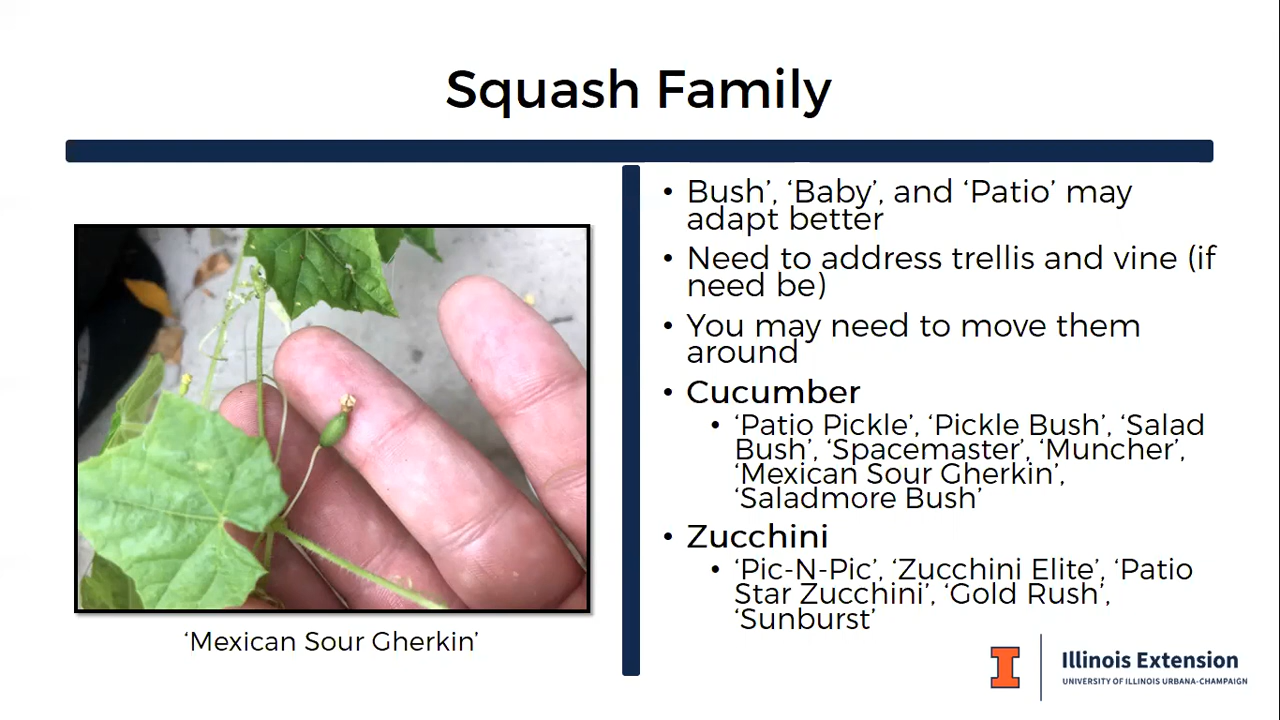 Squash Family
• Bush’, ‘Baby’, and ‘Patio’ may
adapt better
• Need to address trellis and vine (if
need be)
• You may need to move them
around
• Cucumber
• ‘Patio Pickle’, ‘Pickle Bush’, ‘Salad
Bush’, ‘Spacemaster’, ‘Muncher’,
‘Mexican Sour Gherkin’,
‘Saladmore Bush’
• Zucchini
• ‘Pic-N-Pic’, ‘Zucchini Elite’, ‘Patio
Star Zucchini’, ‘Gold Rush’,
‘Sunburst’
‘Mexican Sour Gherkin’
I
Illinois Extension
UNIVERSITY OF ILLINOIS URBANA-CHAMPAIGN